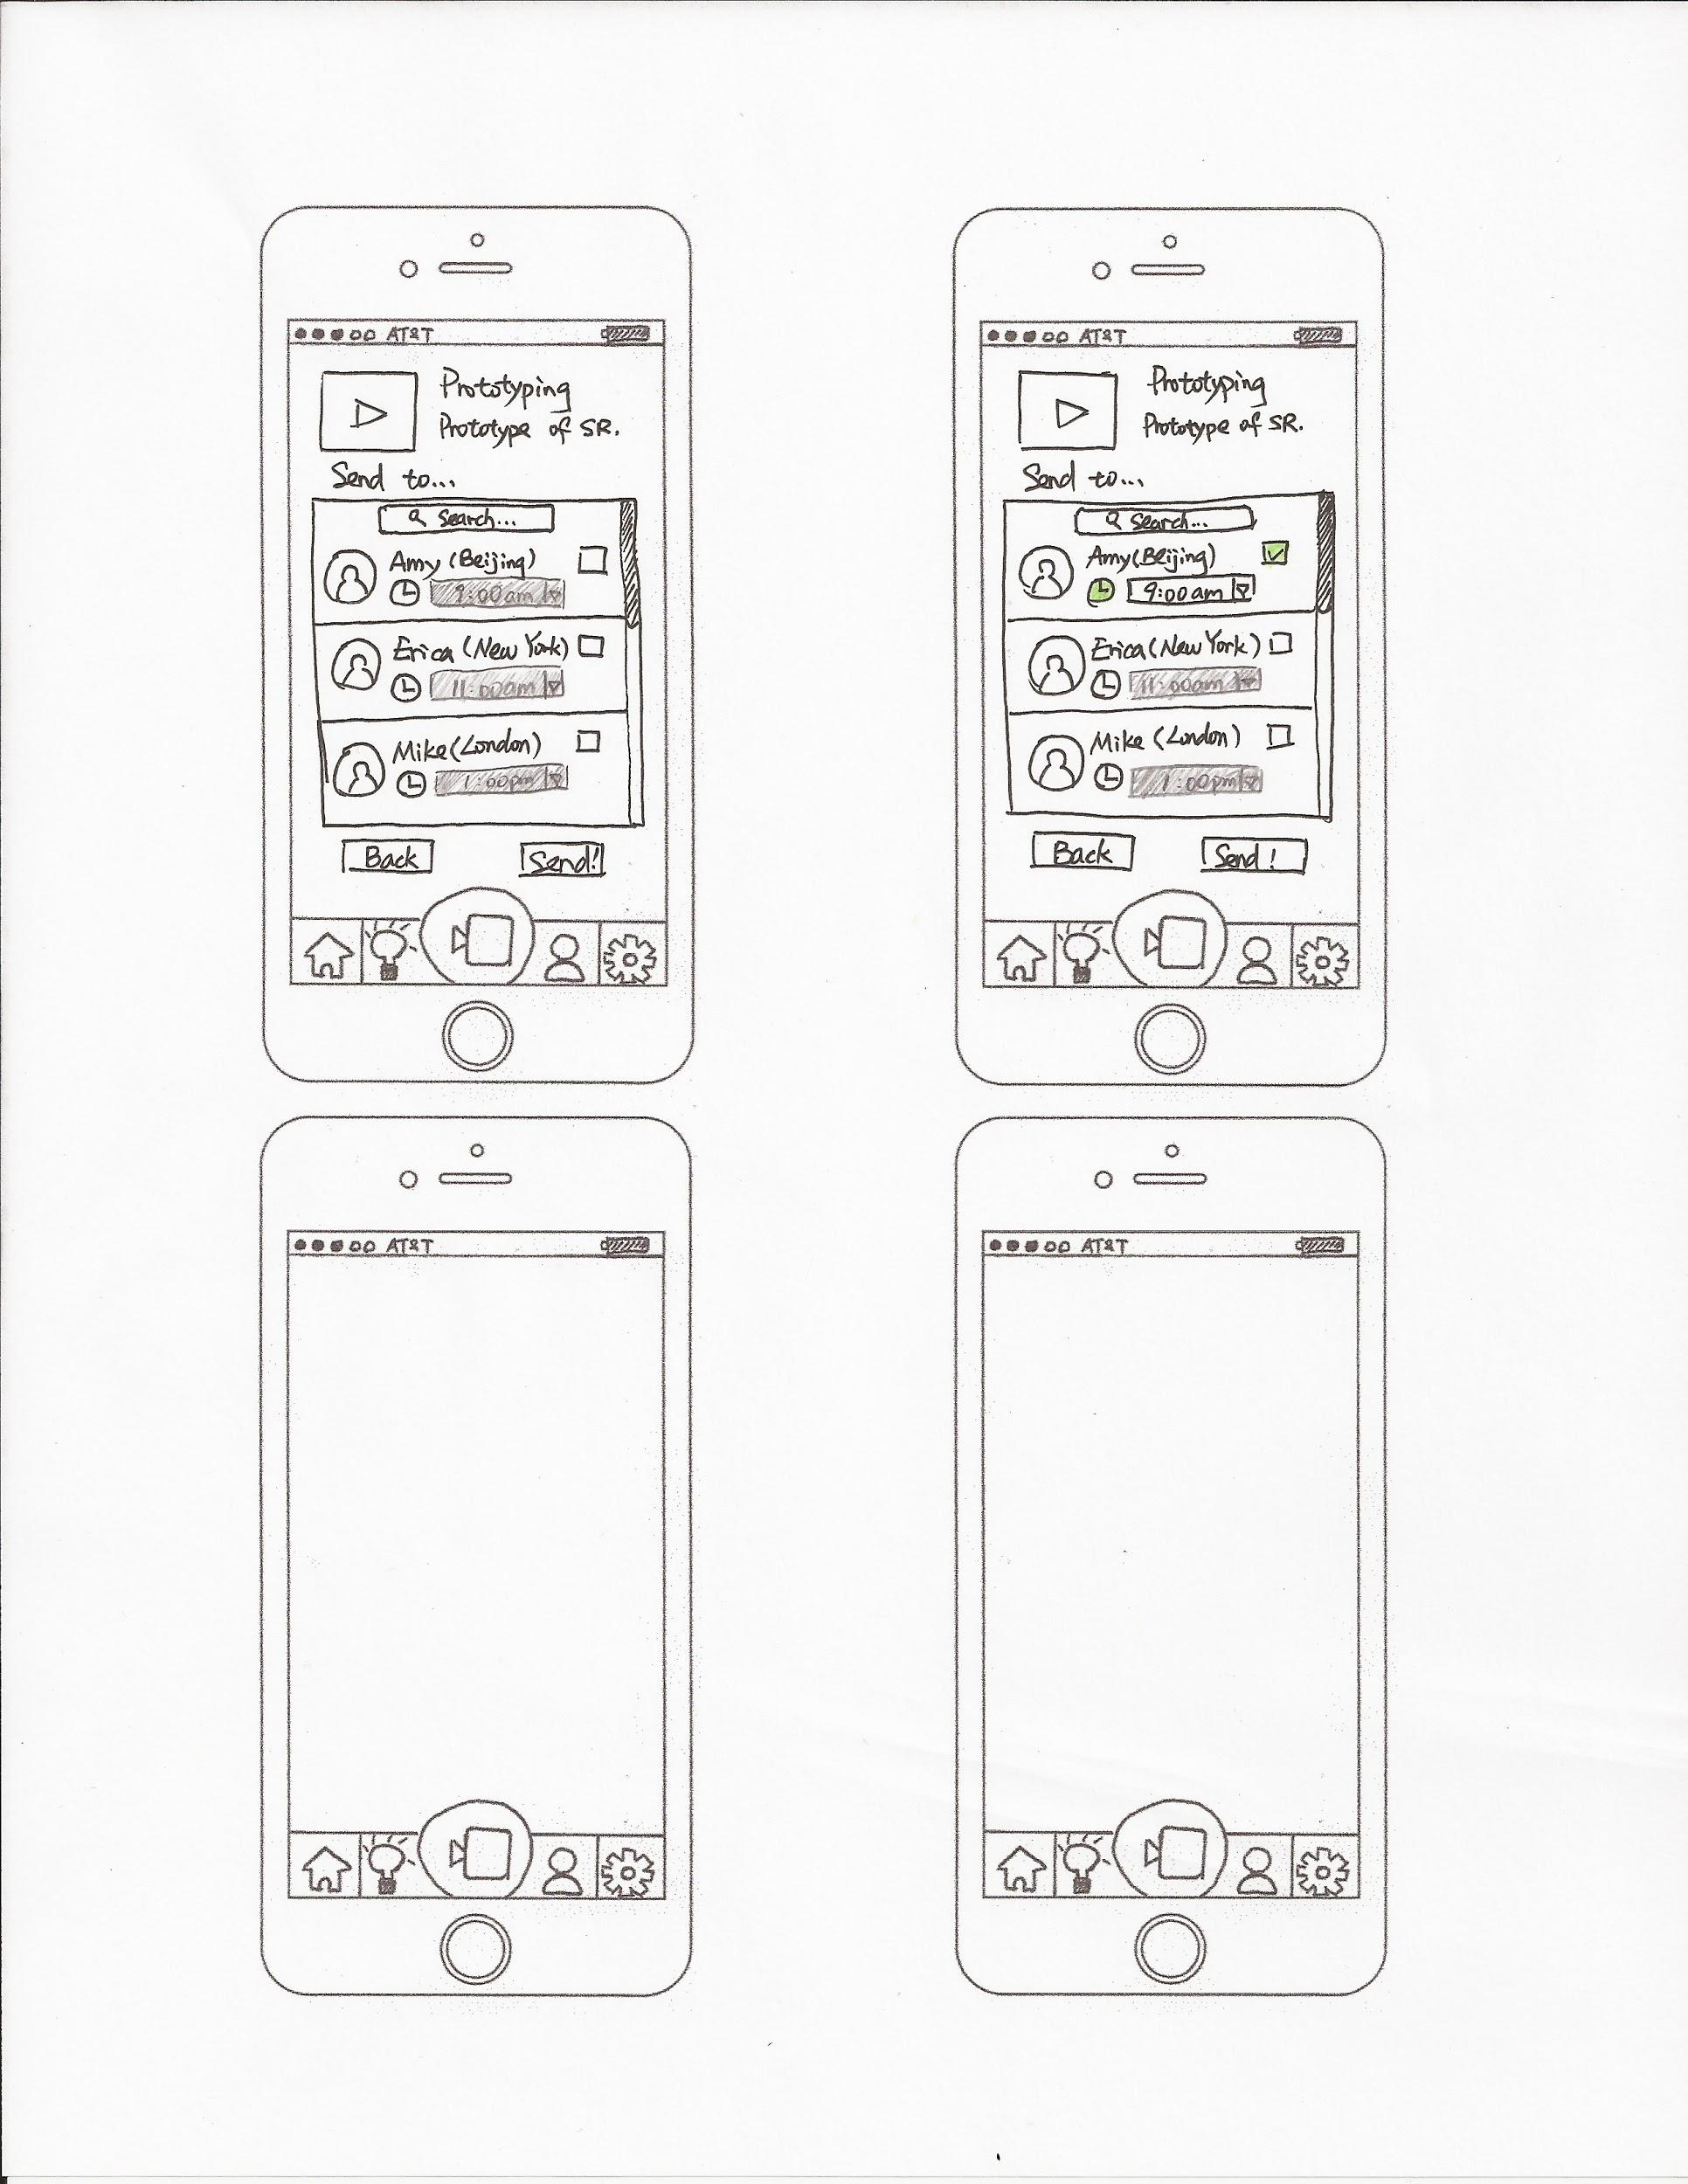 AT&T
Prototyping
Prototype of SR.
Send to...
Search...
Amy (Beijing)
9:00am
Erica (New York)
11:00am
Mike (London)
1:00pm
Back
Send!
AT&T
Prototyping
Prototype of SR.
Send to...
Search...
Amy (Beijing)
9:00am
Erica (New York)
11:00am
Mike (London)
1:00pm
Back
Send!
AT&T
AT&T